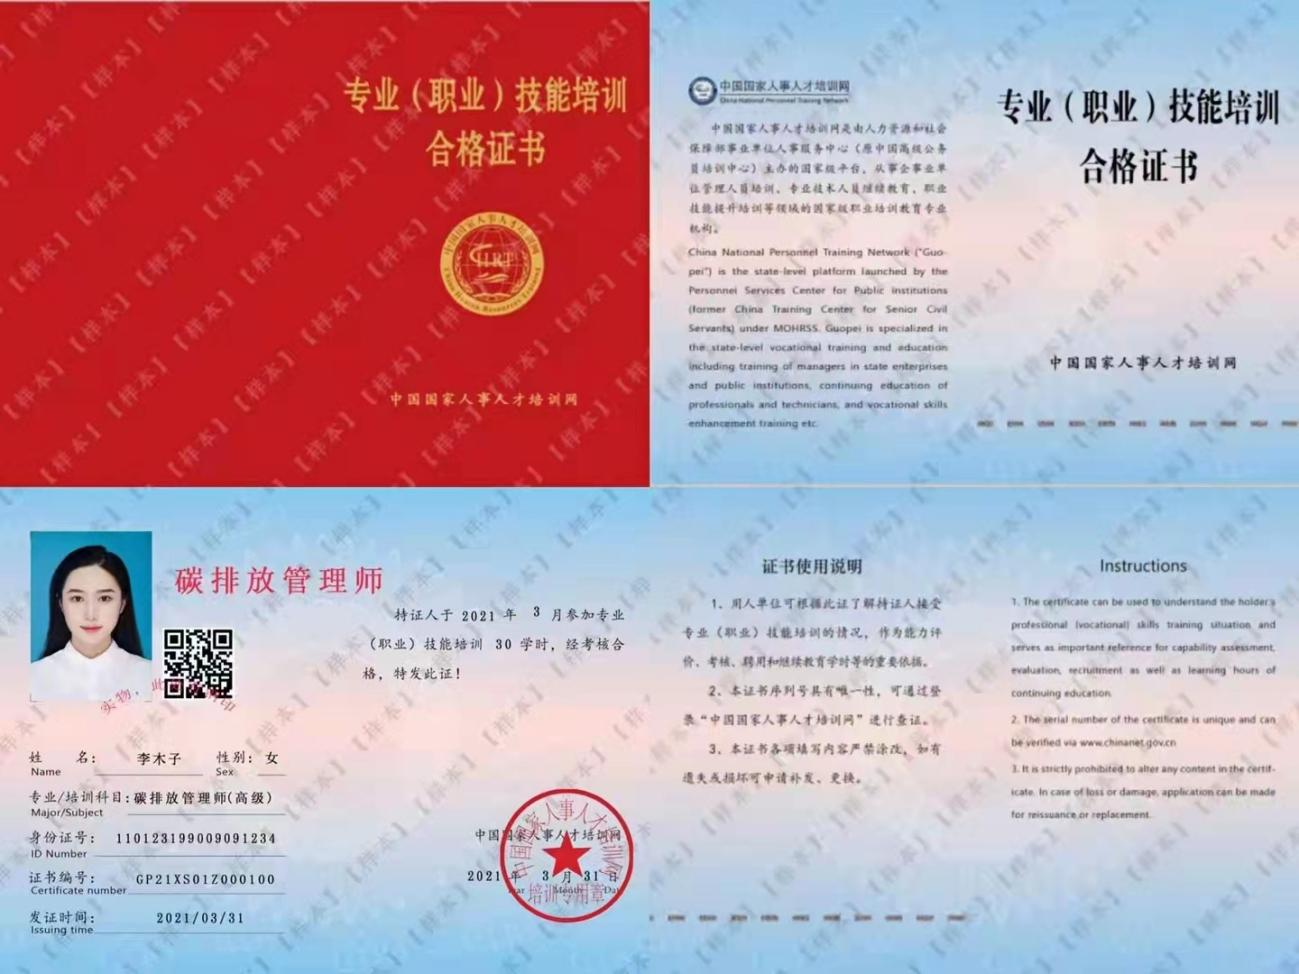 专业（职业）技能培训
合格证书
中国国家人事人才培训网
中国国家人事人才培训网
China National Personnel Training Network
中国国家人事人才培训网是由人力资源和社会
保障部事业单位人事服务中心（原中国高级公务
员培训中心）主办的国家级平台，从事企事业单
位管理人员培训、专业技术人员继续教育、职业
技能提升培训等领域的国家级职业培训教育专业
机构。
China National Personnel Training Network ("Guo-
pei") is the state-level platform launched by the
Personnel Services Center for Public Institutions
(former China Training Center for Senior Civil
Servants) under MOHRSS. Guopei is specialized in
the state-level vocational training and education
including training of managers in state enterprises
and public institutions, continuing education of
professionals and technicians, and vocational skills
enhancement training etc.
专业（职业）技能培训
合格证书
中国国家人事人才培训网
碳排放管理师
持证人于 2021 年 3 月参加专业
（职业）技能培训 30 学时，经考核合
格，特发此证！
姓 名： 李木子 性别： 女
Name Sex
专业/培训科目：碳排放管理师(高级)
Major/Subject
身份证号： 110123199009091234
ID Number
证书编号： GP21XS01Z000100
Certificate number
发证时间： 2021/03/31
Issuing time
中国国家人事人才培训网
2021 年 3 月 31 日
Year Month Day
培训专用章
证书使用说明
1、用人单位可根据此证了解持证人接受
专业（职业）技能培训的情况，作为能力评
价、考核、聘用和继续教育学时等的重要依据。
2、本证书序列号具有唯一性，可通过登
录“中国国家人事人才培训网”进行查证。
3、本证书各项填写内容严禁涂改，如有
遗失或损坏可申请补发、更换。
Instructions
1. The certificate can be used to understand the holder's
professional (vocational) skills training situation and
serves as important reference for capability assessment,
evaluation, recruitment as well as learning hours of
continuing education.
2. The serial number of the certificate is unique and can
be verified via www.chinanet.gov.cn
3. It is strictly prohibited to alter any content in the certif-
icate. In case of loss or damage, application can be made
for reissuance or replacement.
【样本】